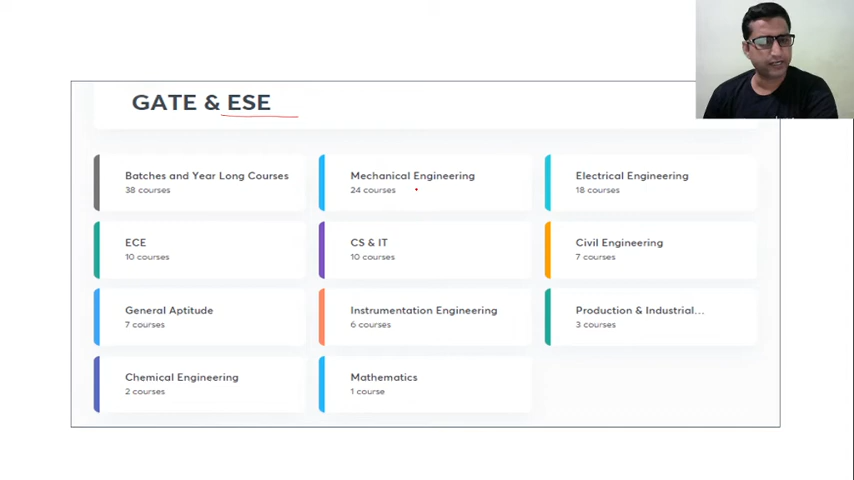 GATE & ESE
Batches and Year Long Courses
38 courses
Mechanical Engineering
24 courses
Electrical Engineering
18 courses
ECE
10 courses
CS & IT
10 courses
Civil Engineering
7 courses
General Aptitude
7 courses
Instrumentation Engineering
6 courses
Production & Industrial...
3 courses
Chemical Engineering
2 courses
Mathematics
1 course